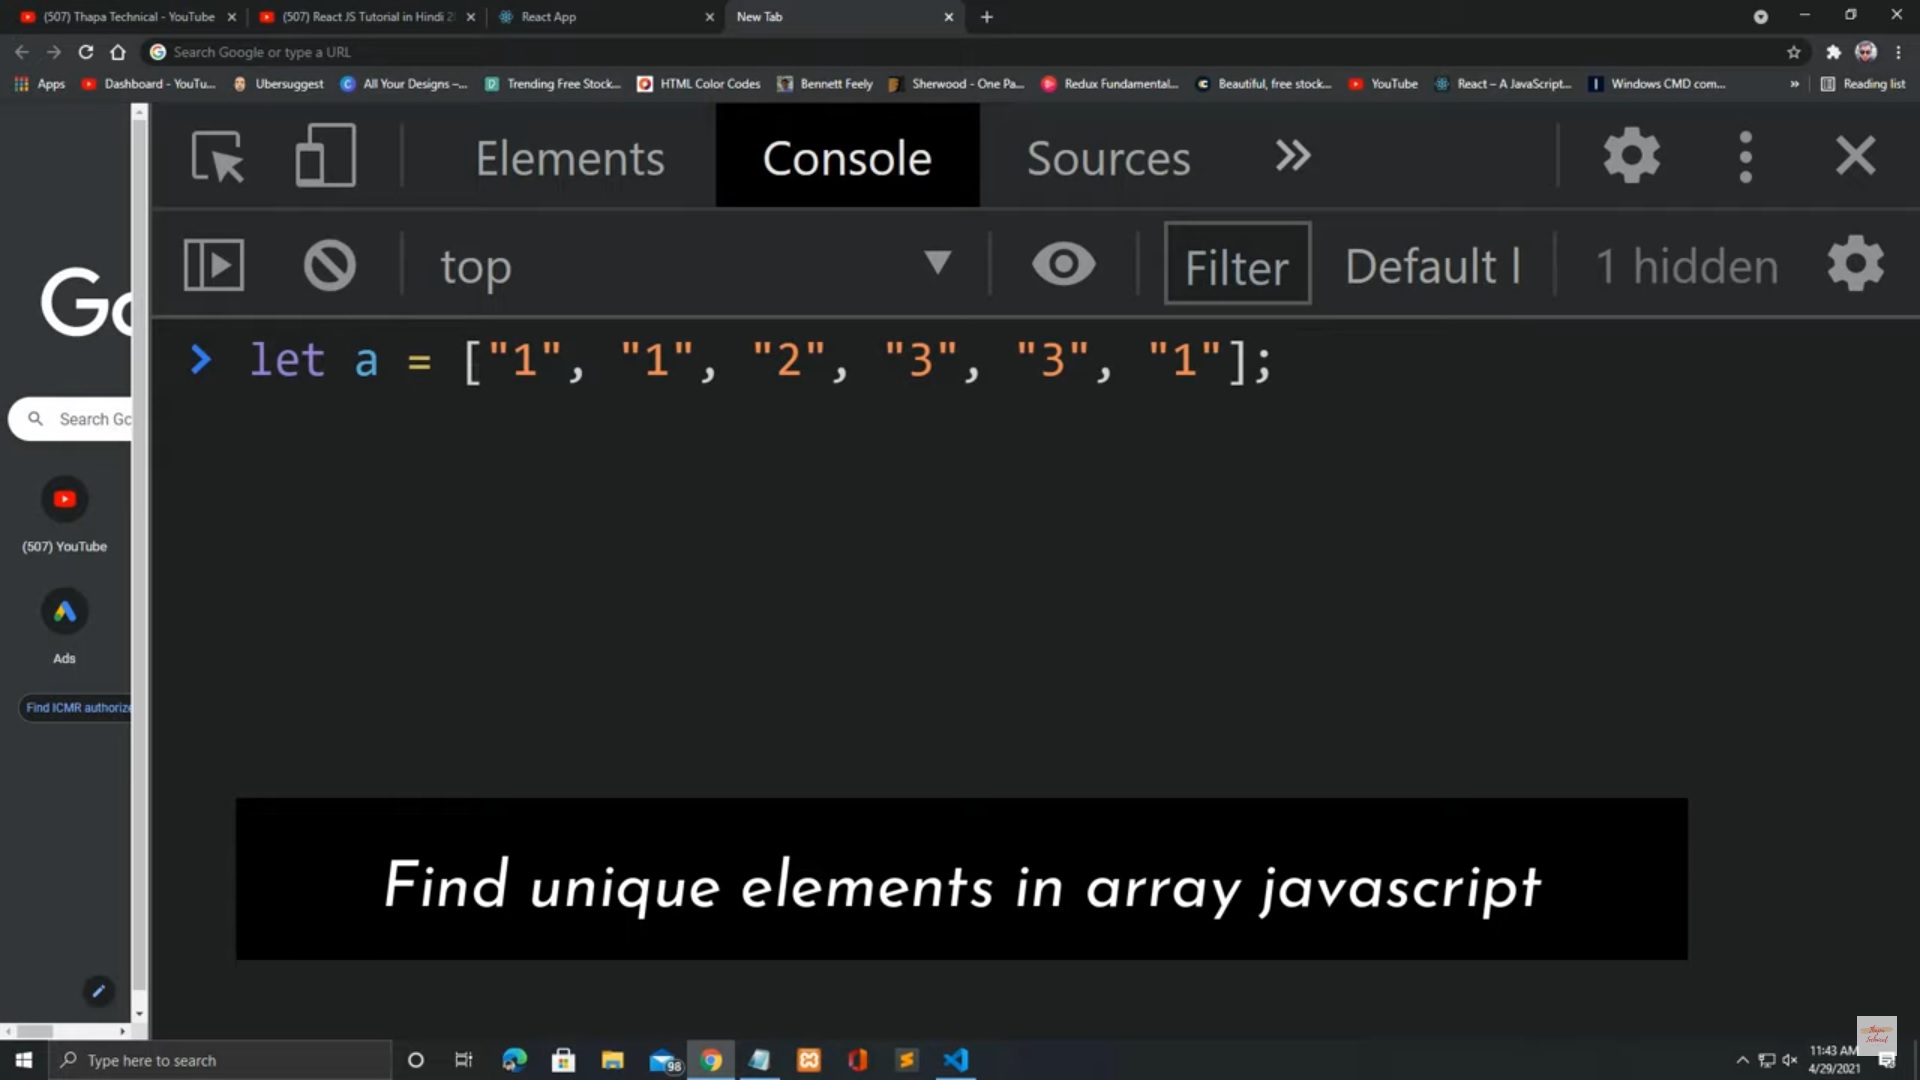 (507) Thapa Technical - YouTube
(507) React JS Tutorial in Hindi 2
React App
New Tab
Search Google or type a URL
Apps
Dashboard - YouTu...
Ubersuggest
All Your Designs –...
Trending Free Stock...
HTML Color Codes
Bennett Feely
Sherwood - One Pa...
Redux Fundamental...
Beautiful, free stock...
YouTube
React – A JavaScript...
Windows CMD com...
»
Reading list
Elements
Console
Sources
top
Filter
Default l
1 hidden
Go
let a = ["1", "1", "2", "3", "3", "1"];
Search Go
(507) YouTube
Ads
Find ICMR authorize
Find unique elements in array javascript
Type here to search
98
11:43 AM
4/29/2021